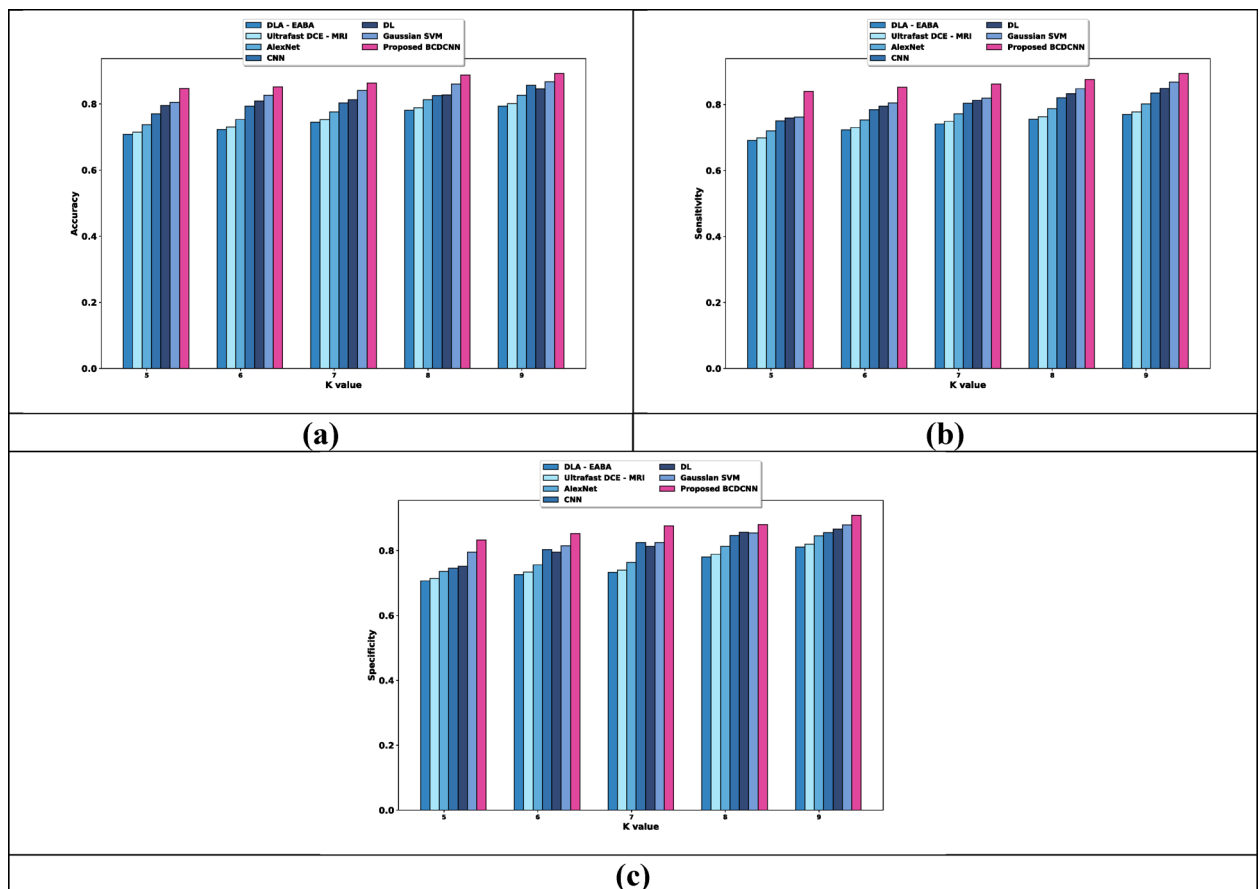 DLA - EABA
Ultrafast DCE - MRI
AlexNet
CNN
DL
Gaussian SVM
Proposed BCDCNN
Accuracy
0.8
0.6
0.4
0.2
0.0
5 6 7 8 9
K value
(a)
DLA - EABA
Ultrafast DCE - MRI
AlexNet
CNN
DL
Gaussian SVM
Proposed BCDCNN
Sensitivity
0.8
0.6
0.4
0.2
0.0
5 6 7 8 9
K value
(b)
DLA - EABA
Ultrafast DCE - MRI
AlexNet
CNN
DL
Gaussian SVM
Proposed BCDCNN
Specificity
0.8
0.6
0.4
0.2
0.0
5 6 7 8 9
K value
(c)